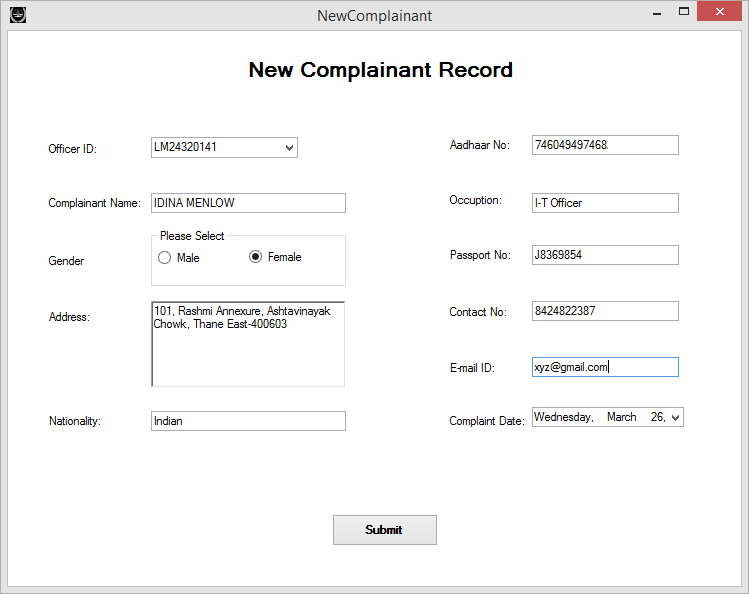 NewComplainant
New Complainant Record
Officer ID: LM24320141
Aadhaar No: 746049497468
Complainant Name: IDINA MENLOW
Occuption: I-T Officer
Please Select
Gender Male Female
Passport No: J8369854
Address: 101, Rashmi Annexure, Ashtavinayak
Chowk, Thane East-400603
Contact No: 8424822387
E-mail ID: xyz@gmail.com
Nationality: Indian
Complaint Date: Wednesday, March 26,
Submit